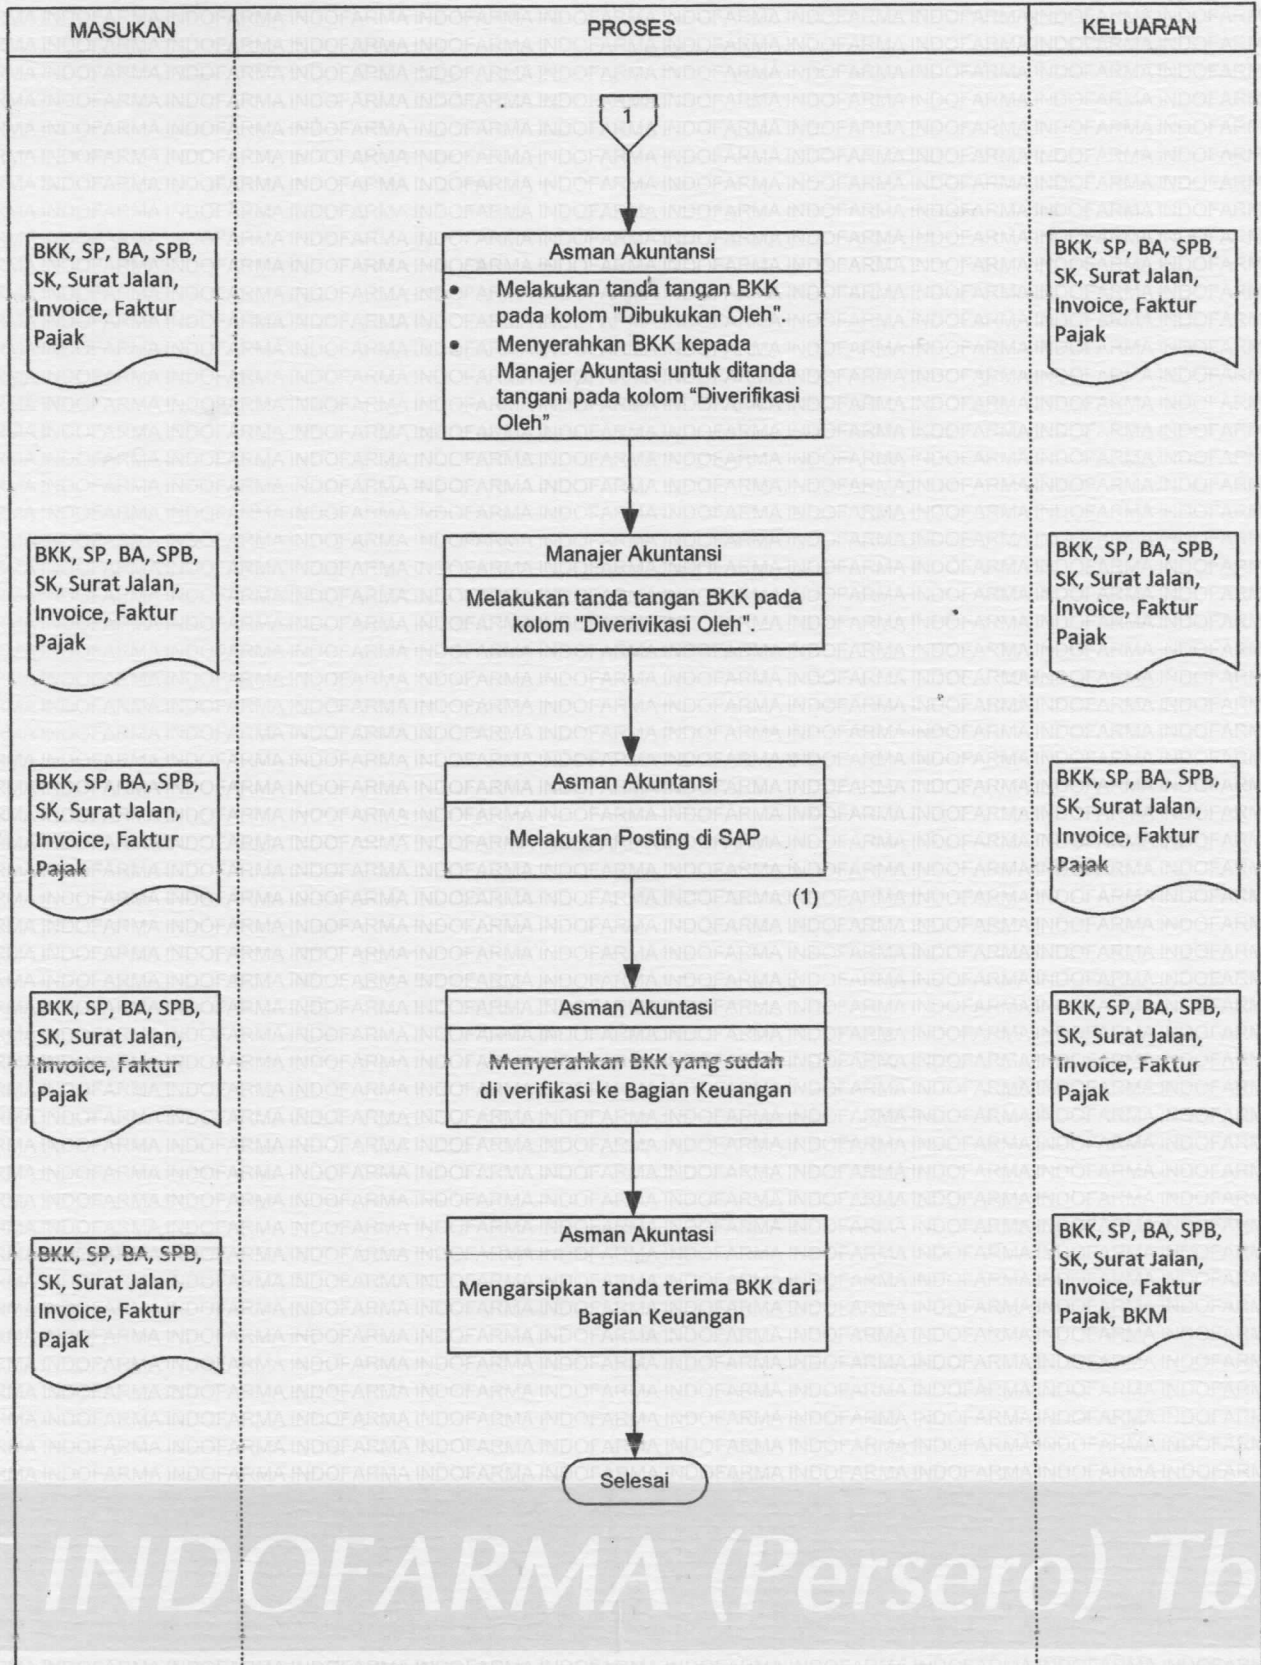 MASUKAN
PROSES
KELUARAN
1
BKK, SP, BA, SPB,
SK, Surat Jalan,
Invoice, Faktur
Pajak
Asman Akuntansi
• Melakukan tanda tangan BKK
pada kolom "Dibukukan Oleh".
• Menyerahkan BKK kepada
Manajer Akuntasi untuk ditanda
tangani pada kolom "Diverifikasi
Oleh"
BKK, SP, BA, SPB,
SK, Surat Jalan,
Invoice, Faktur
Pajak
BKK, SP, BA, SPB,
SK, Surat Jalan,
Invoice, Faktur
Pajak
Manajer Akuntansi
Melakukan tanda tangan BKK pada
kolom "Diverivikasi Oleh".
BKK, SP, BA, SPB,
SK, Surat Jalan,
Invoice, Faktur
Pajak
BKK, SP, BA, SPB,
SK, Surat Jalan,
Invoice, Faktur
Pajak
Asman Akuntansi
Melakukan Posting di SAP
(1)
BKK, SP, BA, SPB,
SK, Surat Jalan,
Invoice, Faktur
Pajak
BKK, SP, BA, SPB,
SK, Surat Jalan,
Invoice, Faktur
Pajak
Asman Akuntasi
Menyerahkan BKK yang sudah
di verifikasi ke Bagian Keuangan
BKK, SP, BA, SPB,
SK, Surat Jalan,
Invoice, Faktur
Pajak
BKK, SP, BA, SPB,
SK, Surat Jalan,
Invoice, Faktur
Pajak
Asman Akuntasi
Mengarsipkan tanda terima BKK dari
Bagian Keuangan
BKK, SP, BA, SPB,
SK, Surat Jalan,
Invoice, Faktur
Pajak, BKM
Selesai
INDOFARMA (Persero) Tb